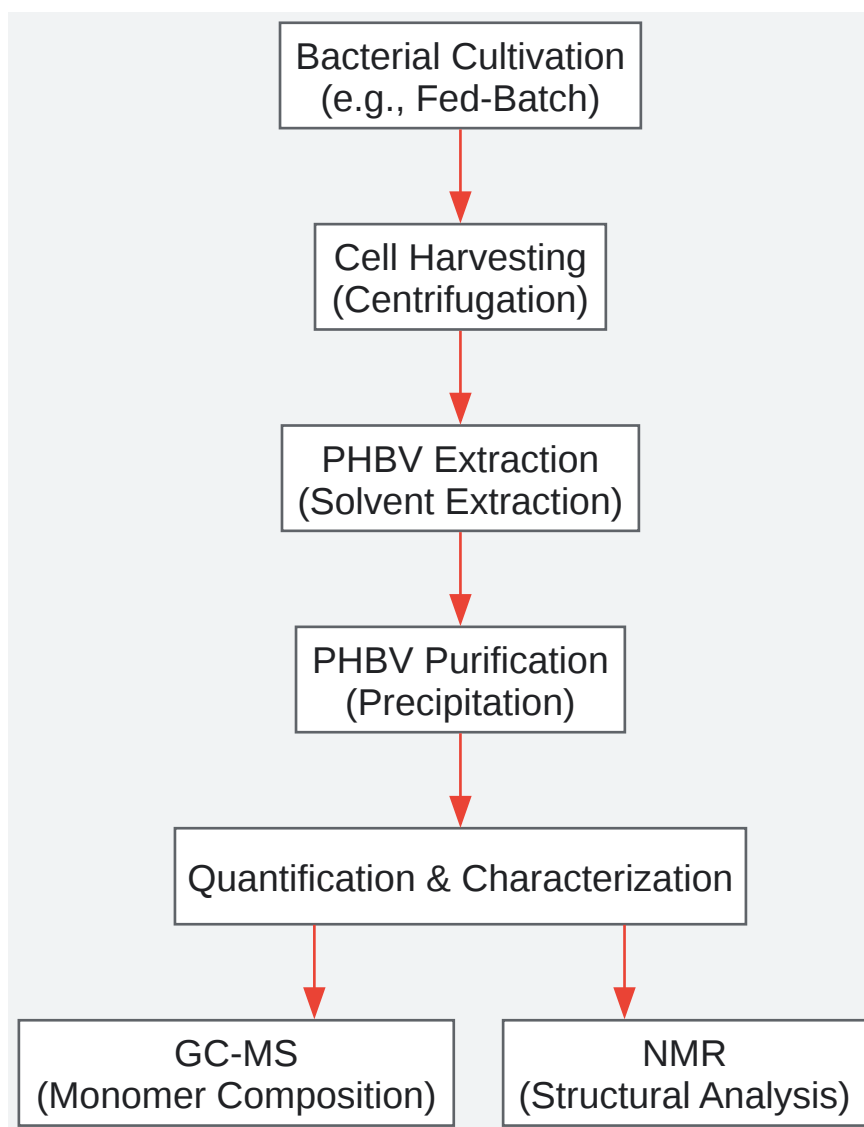 Bacterial Cultivation
(e.g., Fed-Batch)
Cell Harvesting
(Centrifugation)
PHBV Extraction
(Solvent Extraction)
PHBV Purification
(Precipitation)
Quantification & Characterization
GC-MS
(Monomer Composition)
NMR
(Structural Analysis)